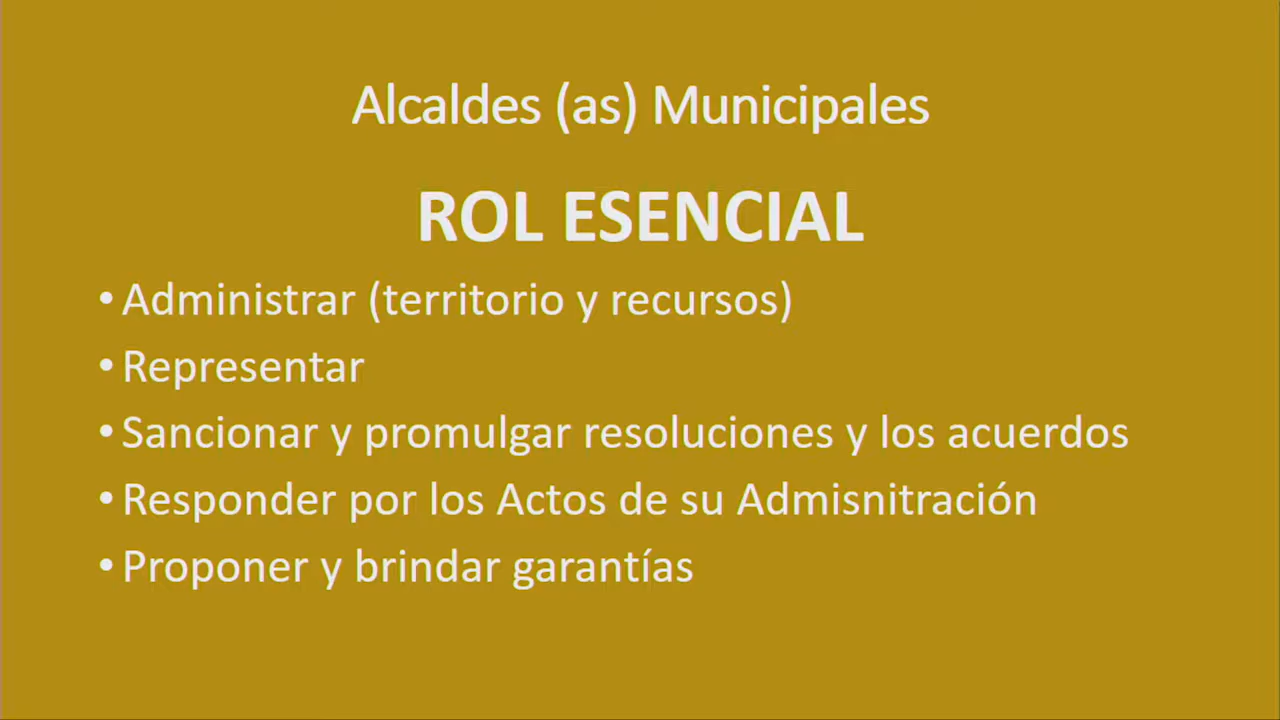 Alcaldes (as) Municipales
ROL ESENCIAL
• Administrar (territorio y recursos)
• Representar
• Sancionar y promulgar resoluciones y los acuerdos
• Responder por los Actos de su Admisnitración
• Proponer y brindar garantías